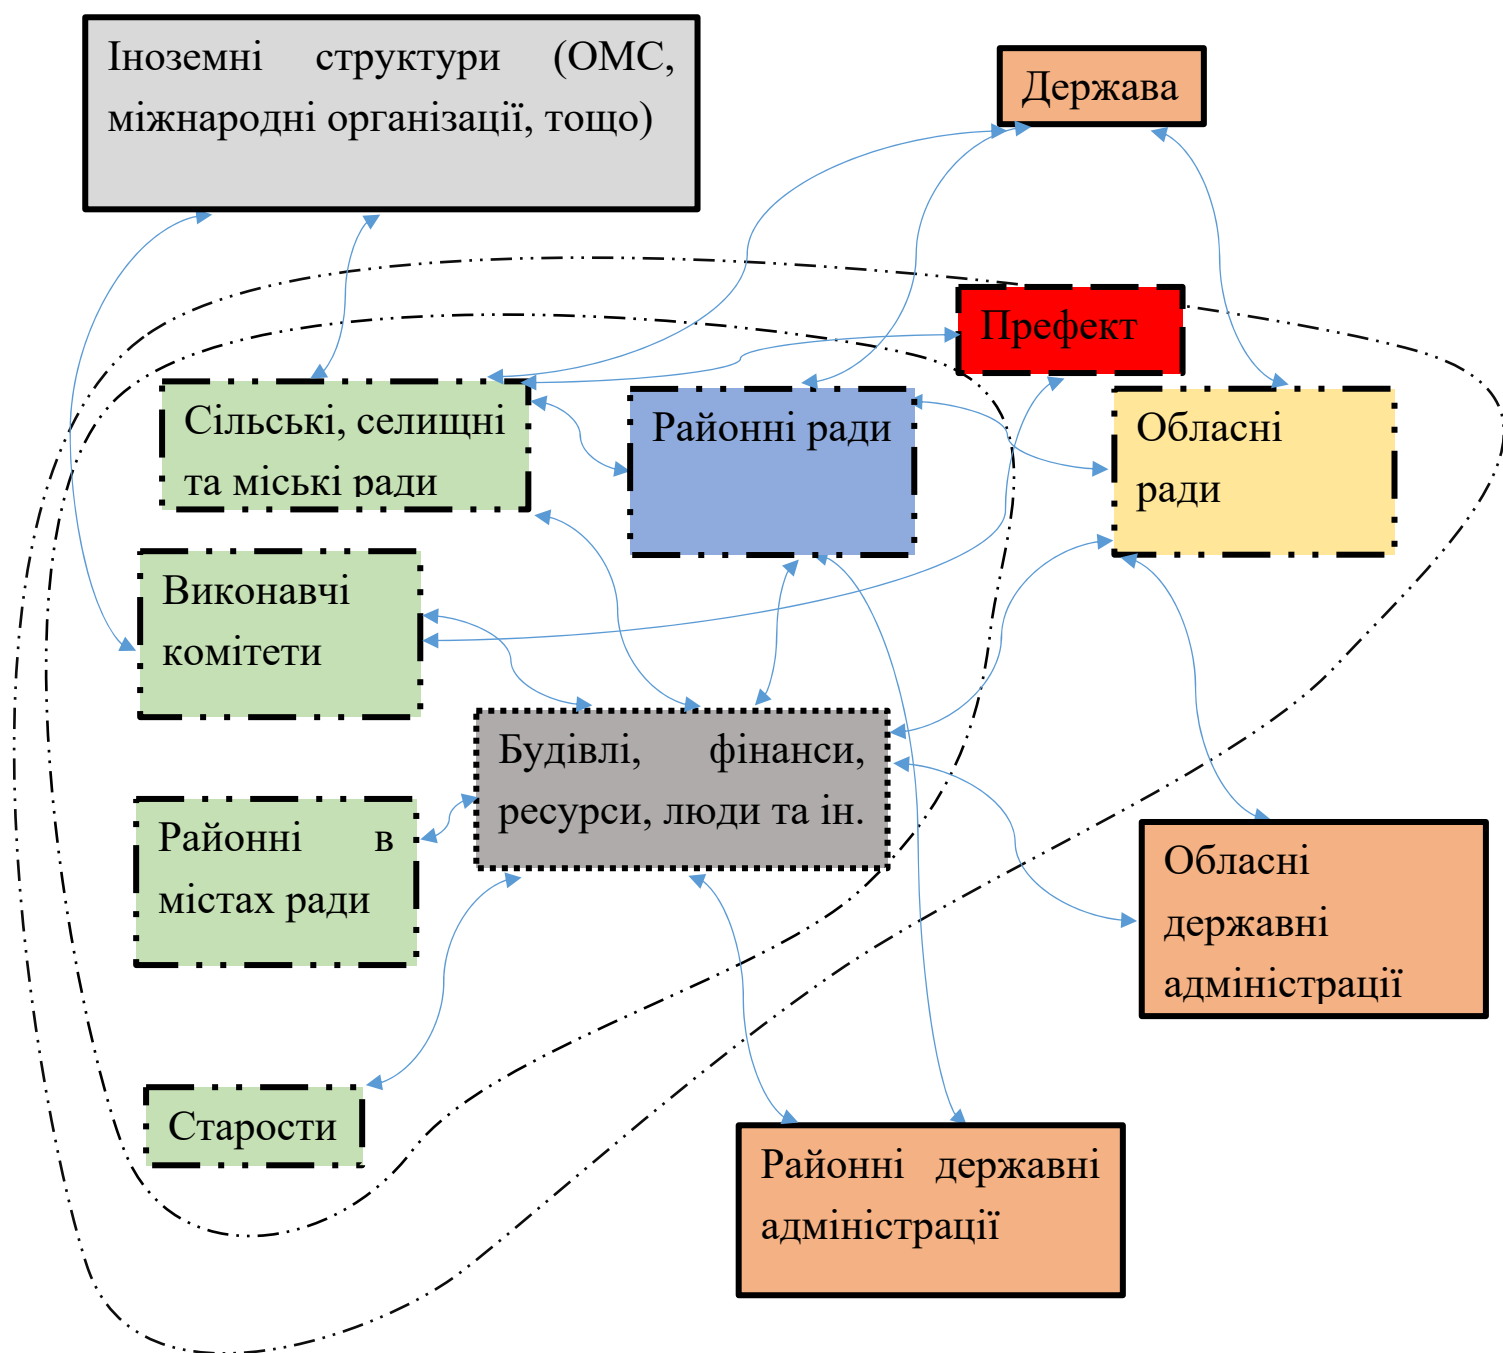 Іноземні структури (ОМС,
міжнародні організації, тощо)
Держава
Префект
Сільські, селищні
та міські ради
Районні ради
Обласні
ради
Виконавчі
комітети
Будівлі, фінанси,
ресурси, люди та ін.
Районні в
містах ради
Обласні
державні
адміністрації
Старости
Районні державні
адміністрації